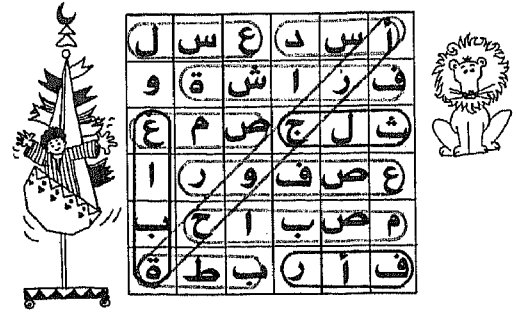 أ س د ع س ل
ف ر ا ش ة و
ث ل ج ص م ع
ع ص ف و ر ا
م ص ب ا ح ب
ف أ ر ب ط ة